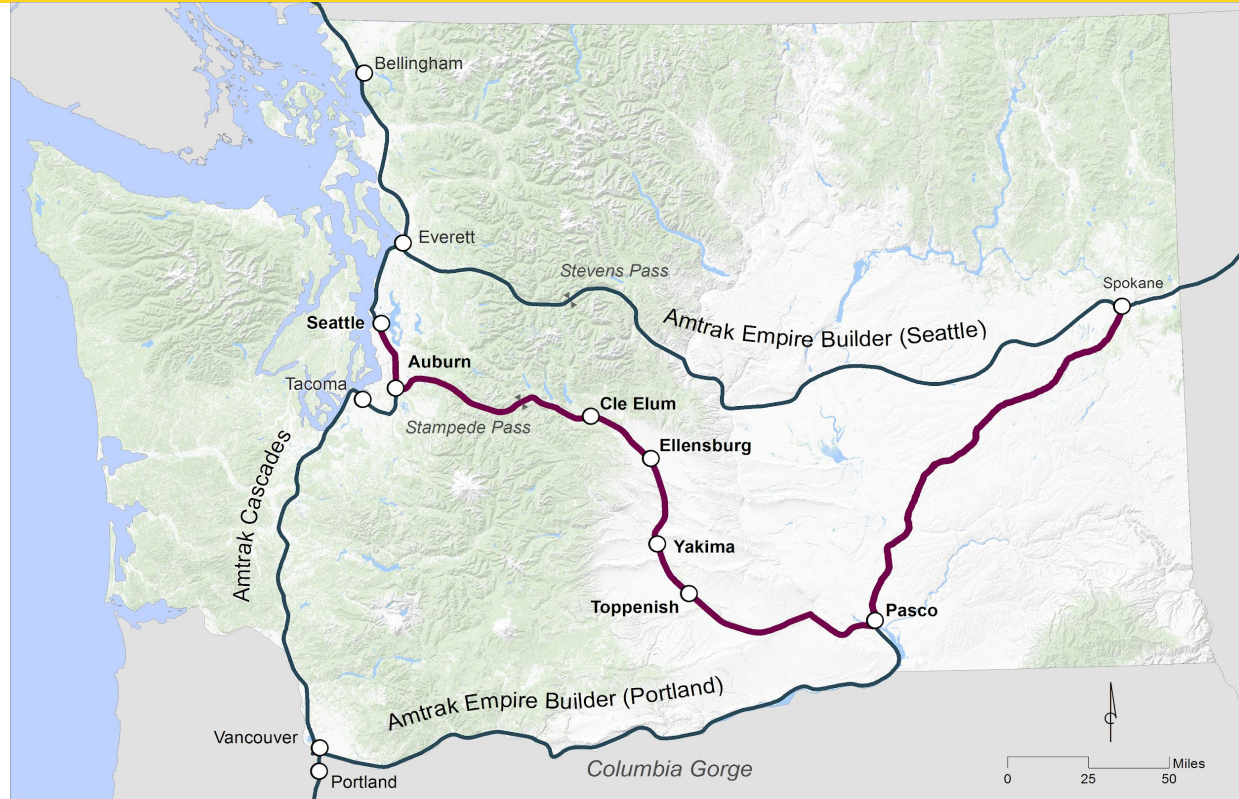 Bellingham
Everett
Stevens Pass
Spokane
Seattle
Amtrak Empire Builder (Seattle)
Auburn
Tacoma
Cle Elum
Stampede Pass
Ellensburg
Amtrak Cascades
Yakima
Toppenish
Pasco
Amtrak Empire Builder (Portland)
Vancouver
Columbia Gorge
Portland
Miles
0 25 50